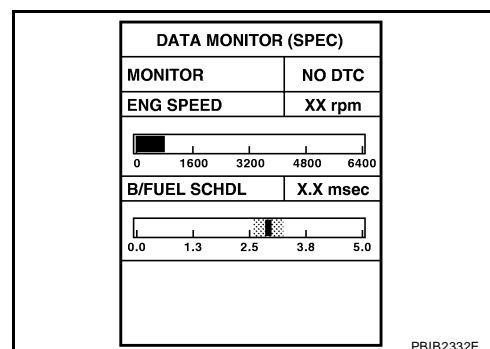 DATA MONITOR (SPEC)
MONITOR NO DTC
ENG SPEED XX rpm
0 1600 3200 4800 6400
B/FUEL SCHDL X.X msec
0.0 1.3 2.5 3.8 5.0
PBIB2332E